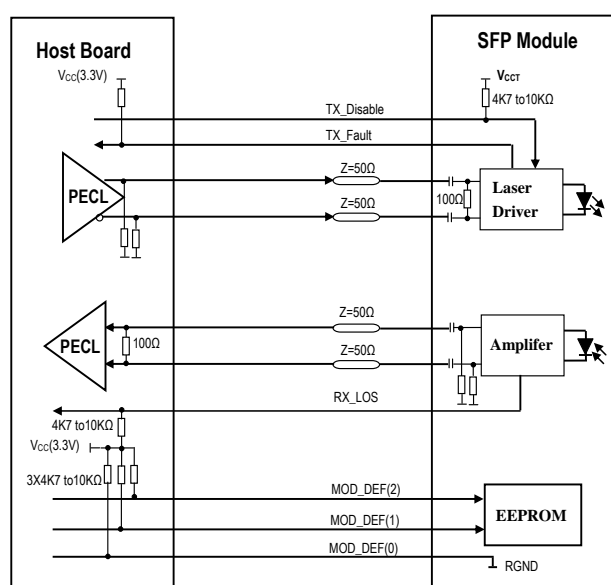 Host Board
SFP Module
Vcc(3.3V)
VCCT
4K7 to10KΩ
TX_Disable
TX_Fault
PECL
Z=50Ω
Z=50Ω
100Ω
Laser
Driver
PECL
100Ω
Z=50Ω
Z=50Ω
Amplifer
RX_LOS
4K7 to10KΩ
Vcc(3.3V)
3X4K7 to10KΩ
MOD_DEF(2)
MOD_DEF(1)
MOD_DEF(0)
EEPROM
RGND